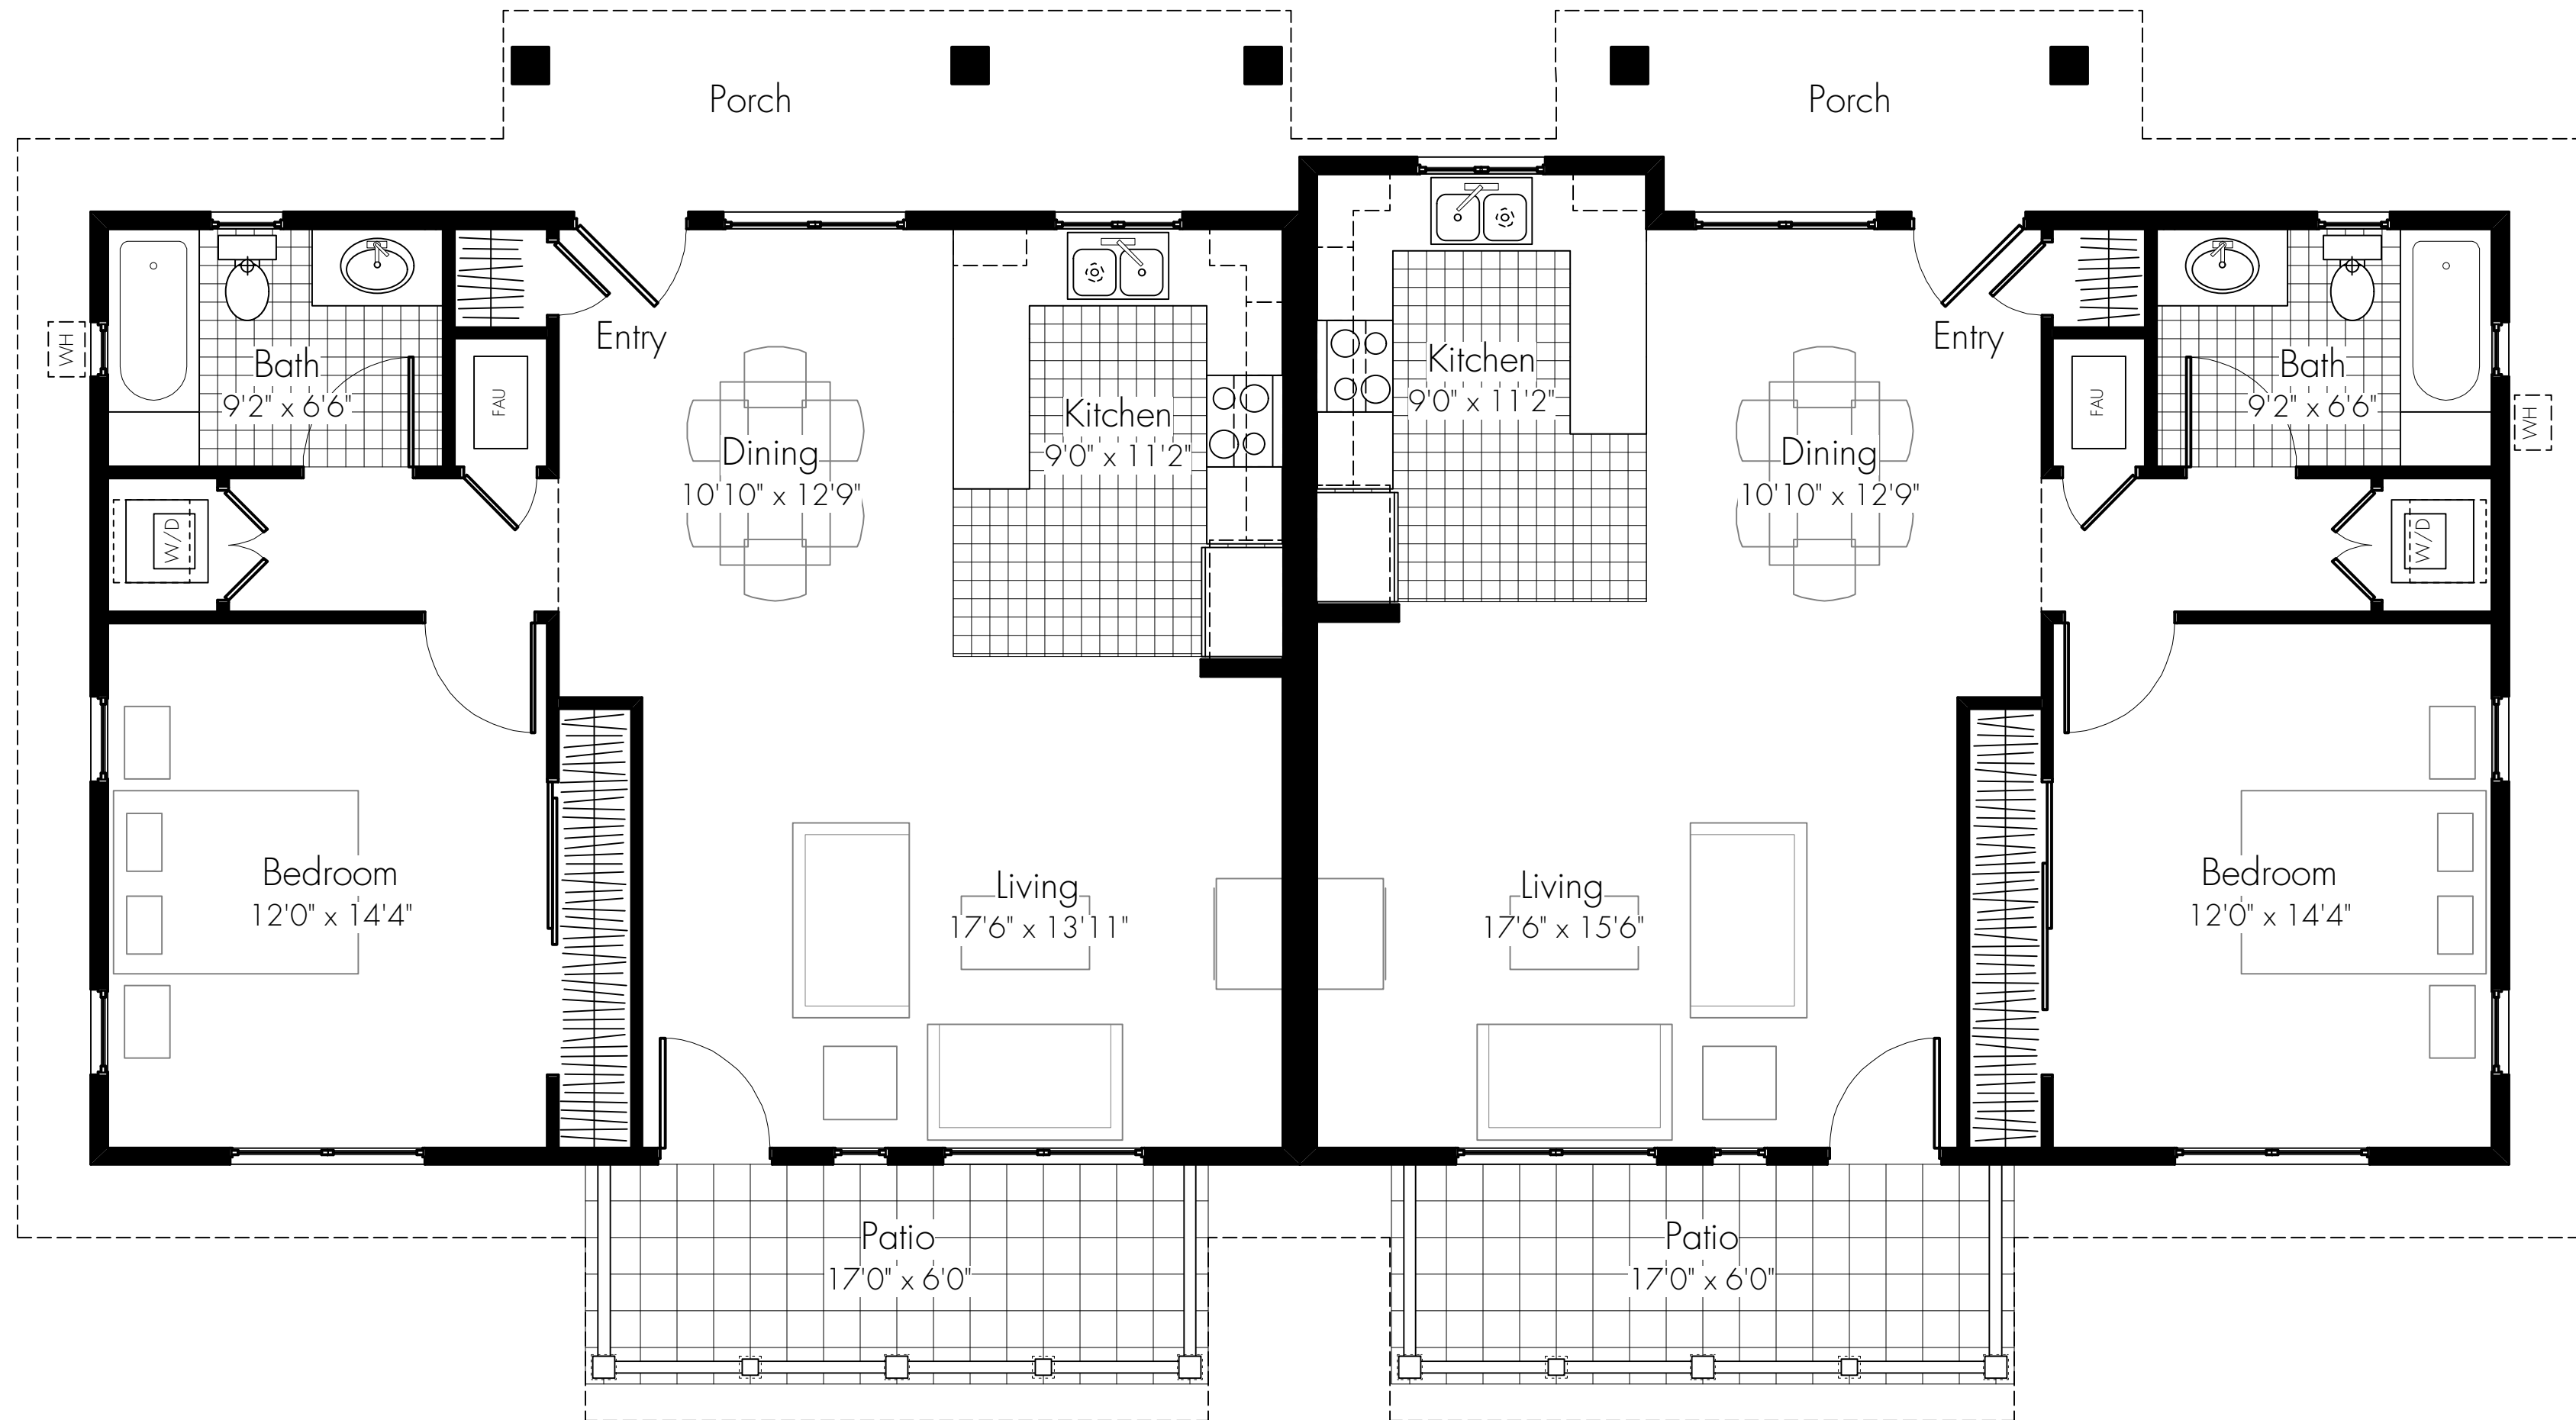 Porch
Porch
Entry
Entry
WH
Bath
9'2" x 6'6"
FAU
Kitchen
9'0" x 11'2"
Kitchen
9'0" x 11'2"
FAU
Bath
9'2" x 6'6"
WH
Dining
10'10" x 12'9"
Dining
10'10" x 12'9"
W/D
W/D
Bedroom
12'0" x 14'4"
Living
17'6" x 13'11"
Living
17'6" x 15'6"
Bedroom
12'0" x 14'4"
Patio
17'0" x 6'0"
Patio
17'0" x 6'0"